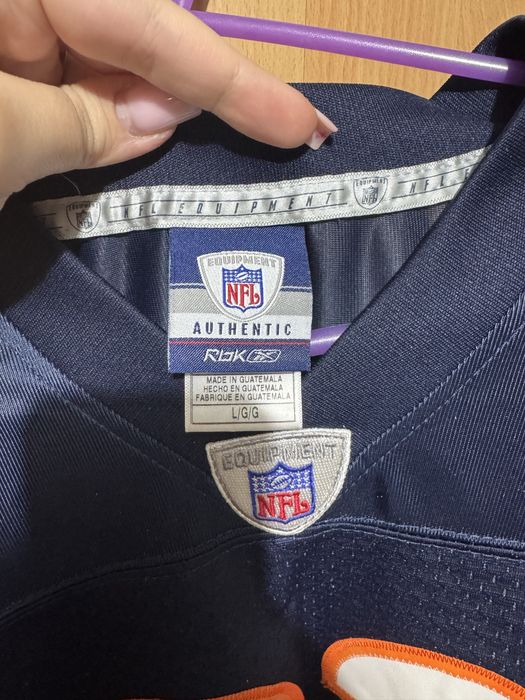 NFL EQUIPMENT
NFL
EQUIPMENT
NFL
AUTHENTIC
RBK
MADE IN GUATEMALA
HECHO EN GUATEMALA
FABRIQUE EN GUATEMALA
L/G/G
EQUIPMENT
NFL